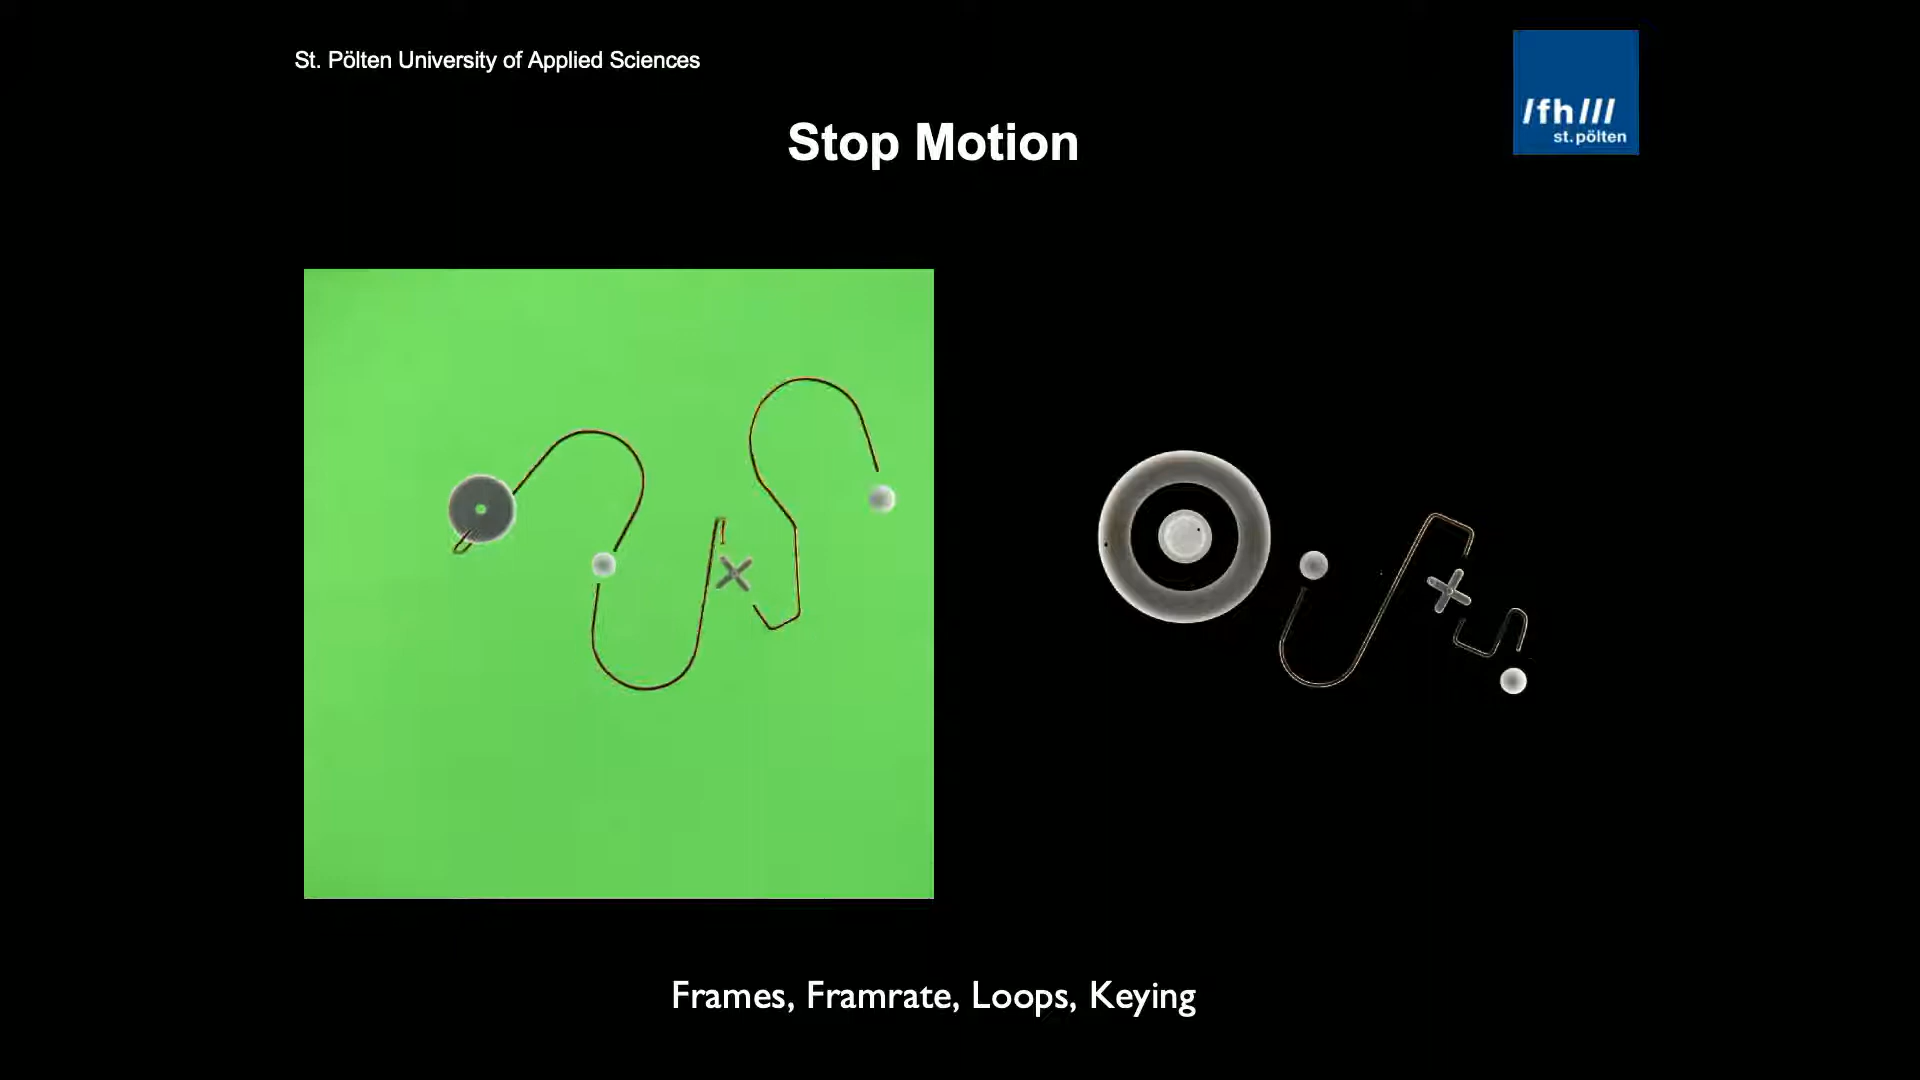 St. Pölten University of Applied Sciences
/fh///
st.pölten
Stop Motion
Frames, Framrate, Loops, Keying